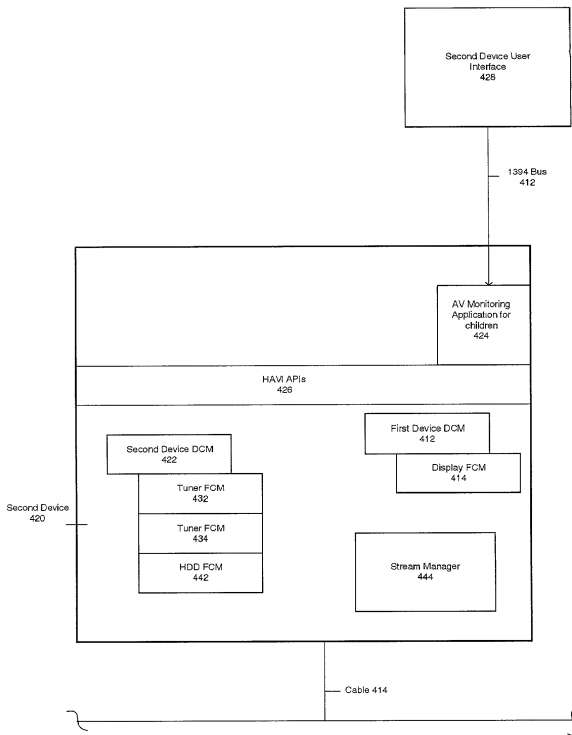 Second Device User
Interface
428
1394 Bus
412
AV Monitoring
Application for
children
424
HAVI APIs
426
First Device DCM
412
Second Device DCM
422
Display FCM
414
Tuner FCM
432
Second Device
420
Tuner FCM
434
HDD FCM
442
Stream Manager
444
Cable 414